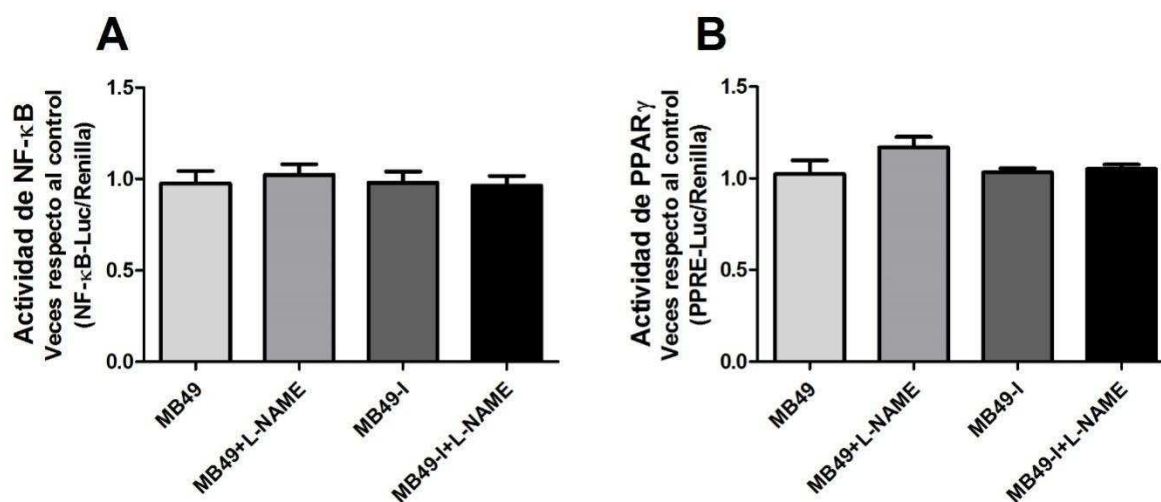 A
Actividad de NF-κB
Veces respecto al control
(NF-κB-Luc/Renilla)
1.5
1.0
0.5
0.0
MB49
MB49+L-NAME
MB49-I
MB49-I+L-NAME
B
Actividad de PPARγ
Veces respecto al control
(PPRE-Luc/Renilla)
1.5
1.0
0.5
0.0
MB49
MB49+L-NAME
MB49-I
MB49-I+L-NAME